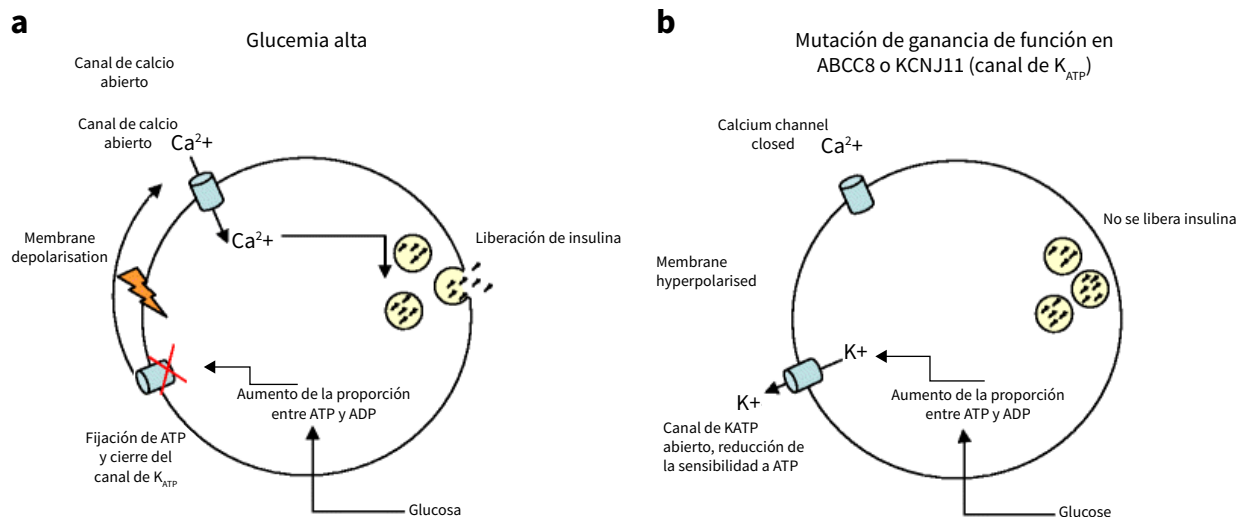 a
Glucemia alta
Canal de calcio
abierto
Canal de calcio
abierto
Ca²+
Ca²+
Membrane
depolarisation
Liberación de insulina
Aumento de la proporción
entre ATP y ADP
Fijación de ATP
y cierre del
canal de K_ATP
Glucosa
b
Mutación de ganancia de función en
ABCC8 o KCNJ11 (canal de K_ATP)
Calcium channel
closed
Ca²+
No se libera insulina
Membrane
hyperpolarised
K+
K+
Aumento de la proporción
entre ATP y ADP
Canal de KATP
abierto, reducción de
la sensibilidad a ATP
Glucose